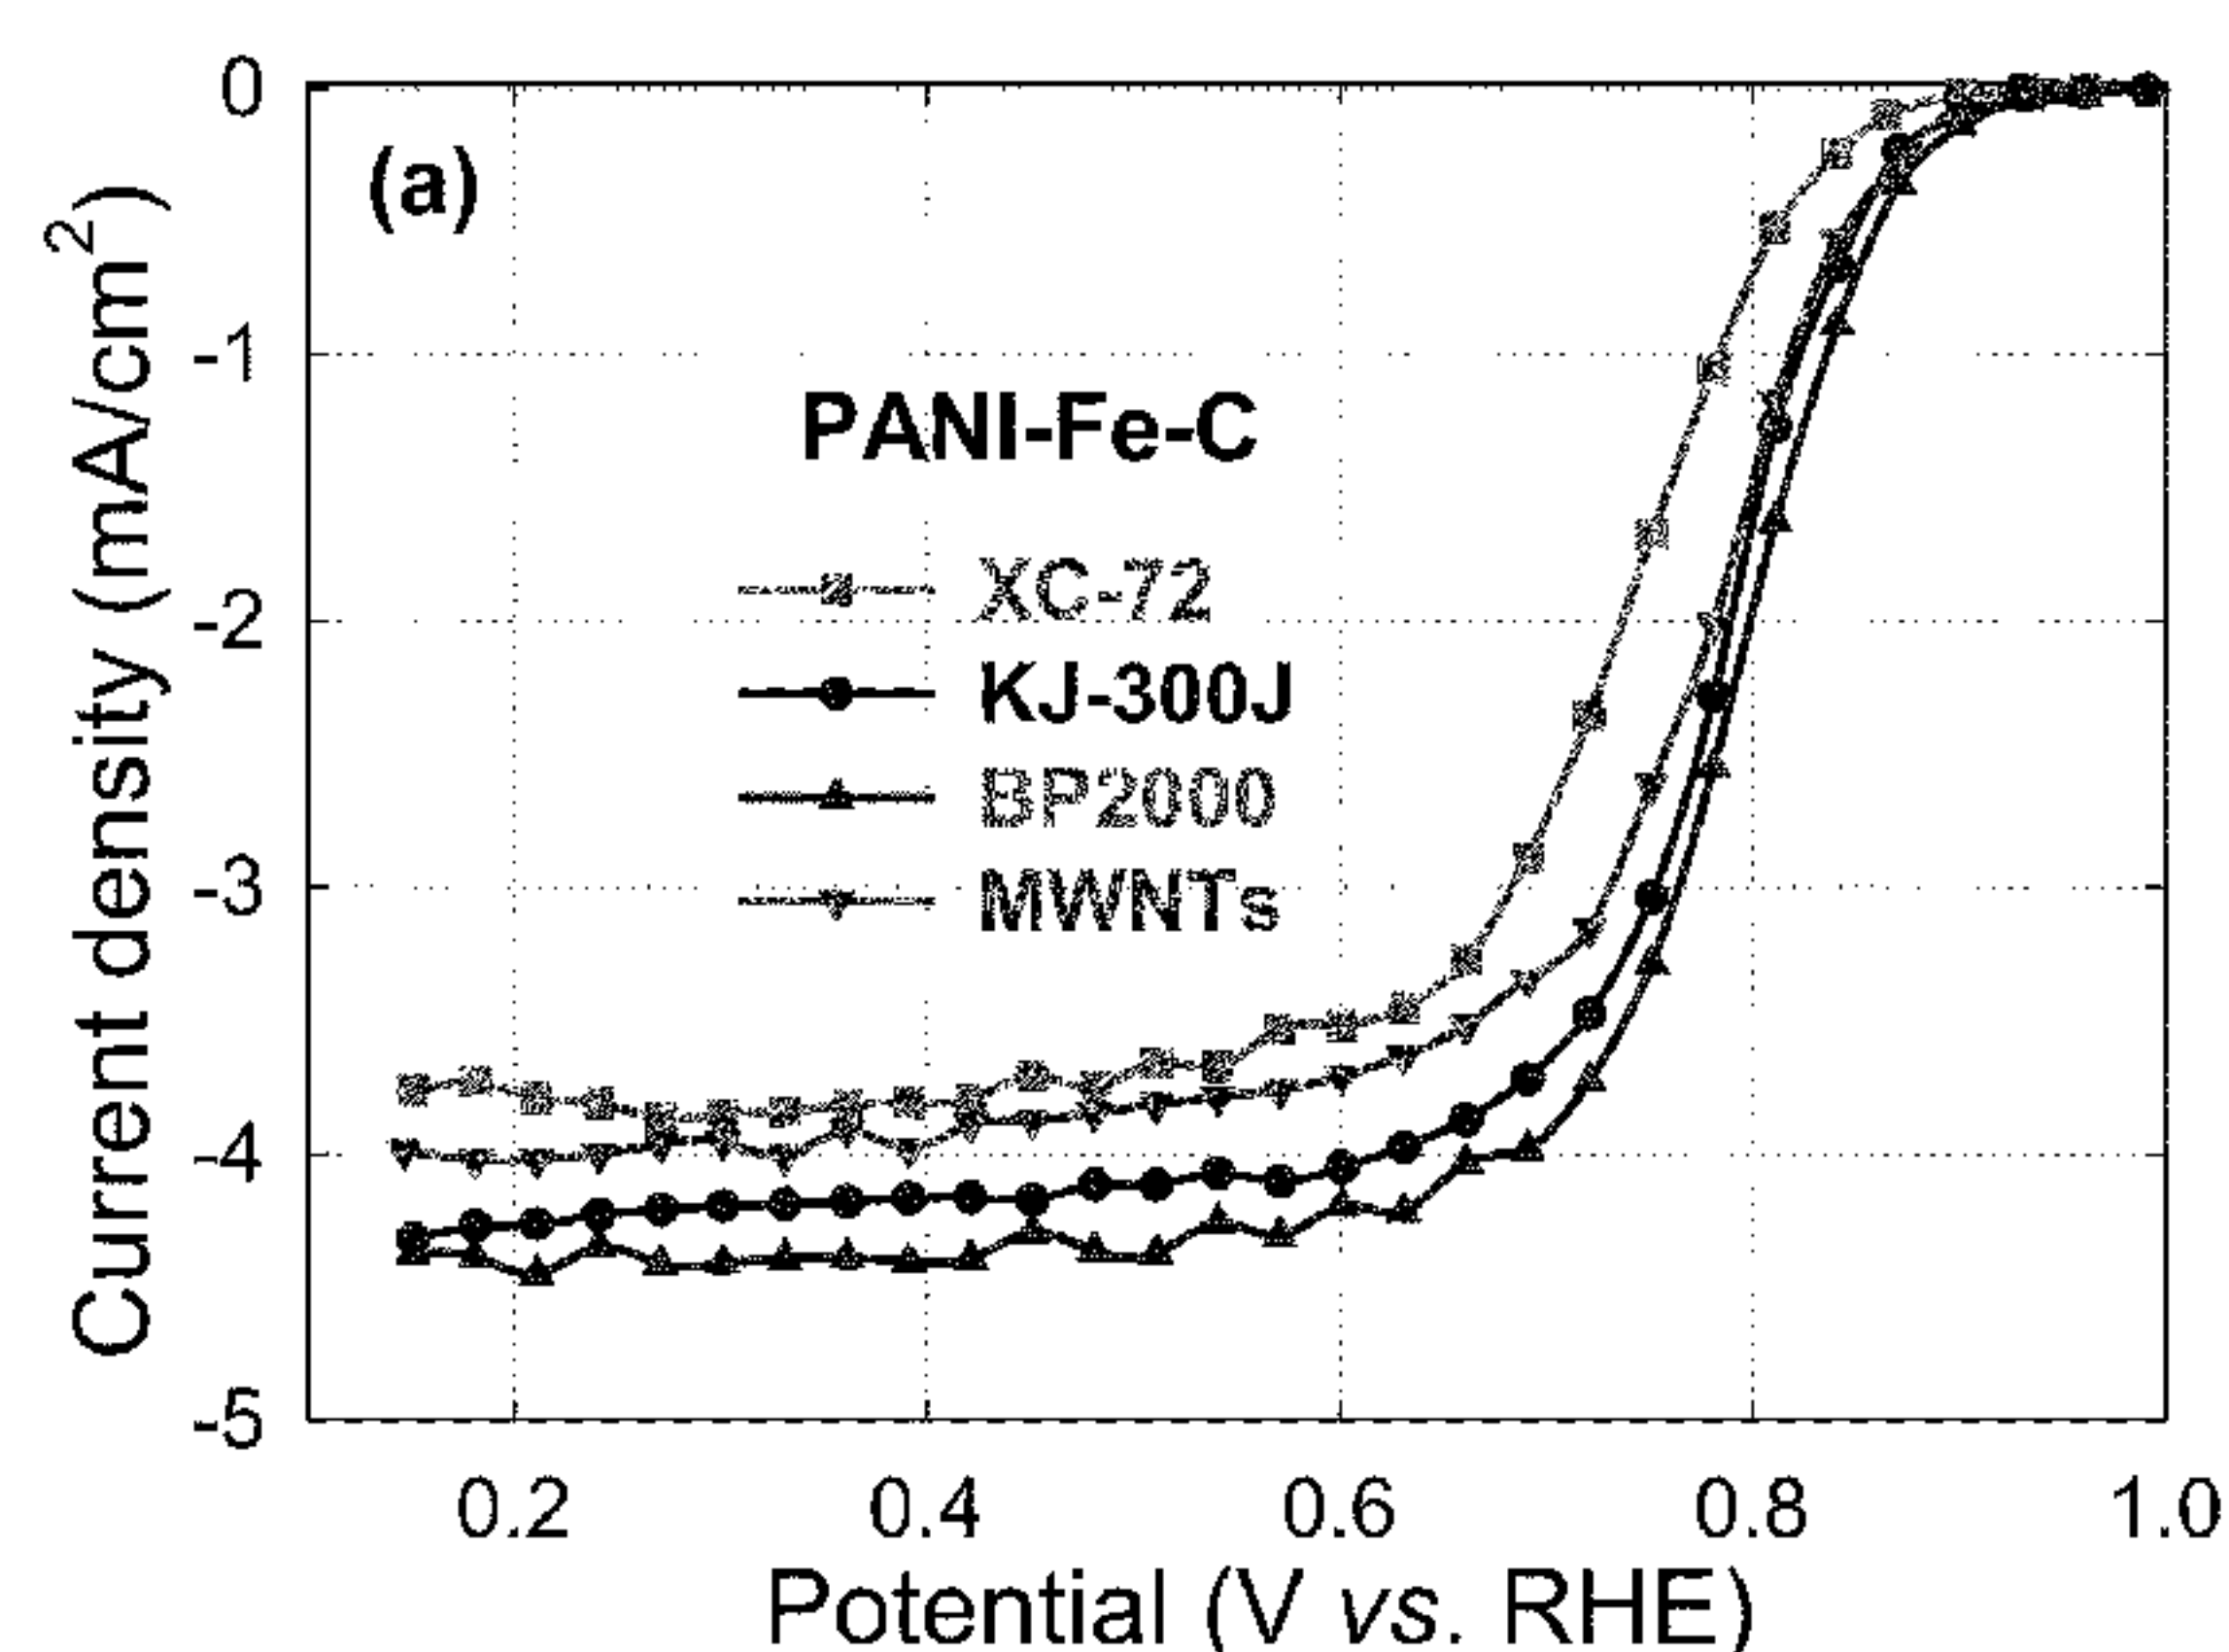 (a)
PANI-Fe-C
XC-72
KJ-300J
BP2000
MWNTs
Current density (mA/cm²)
0
-1
-2
-3
-4
-5
0.2 0.4 0.6 0.8 1.0
Potential (V vs. RHE)